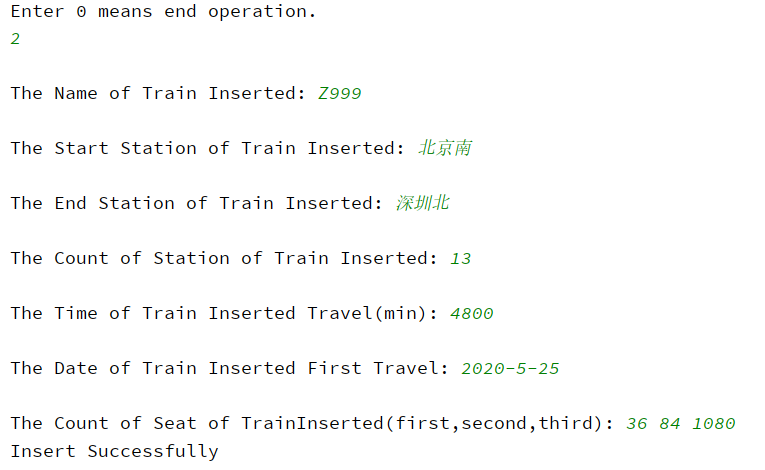 Enter 0 means end operation.
2
The Name of Train Inserted: Z999
The Start Station of Train Inserted: 北京南
The End Station of Train Inserted: 深圳北
The Count of Station of Train Inserted: 13
The Time of Train Inserted Travel(min): 4800
The Date of Train Inserted First Travel: 2020-5-25
The Count of Seat of TrainInserted(first,second,third): 36 84 1080
Insert Successfully